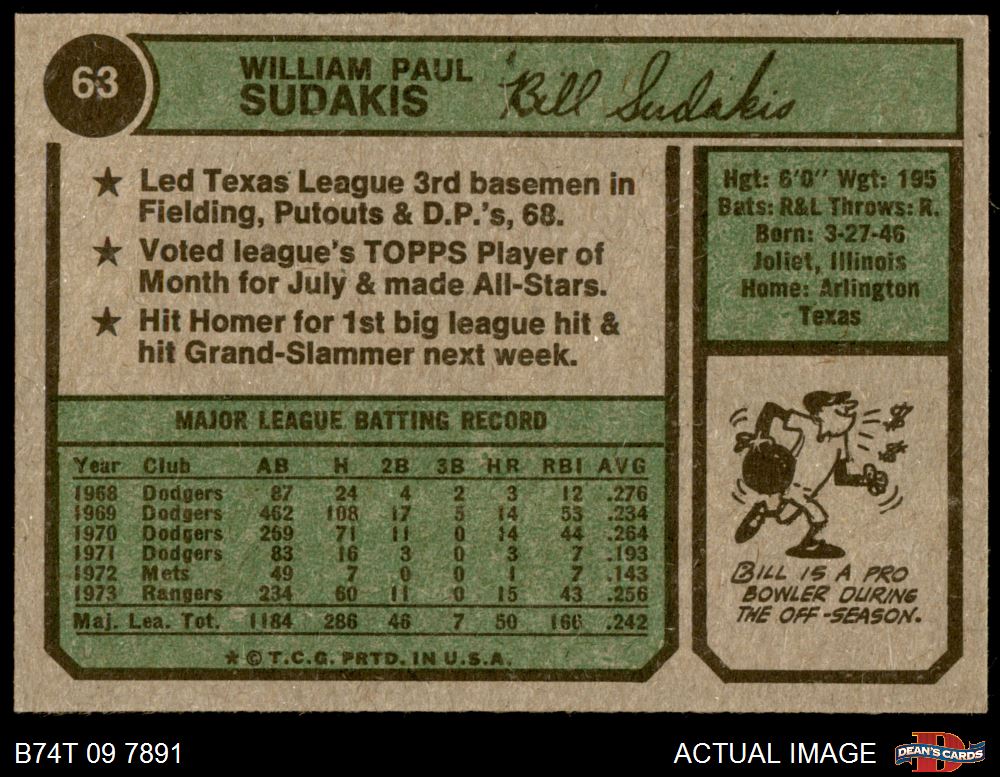 63
WILLIAM PAUL
SUDAKIS
Bill Sudakis
★ Led Texas League 3rd basemen in
Fielding, Putouts & D.P.'s, 68.
★ Voted league's TOPPS Player of
Month for July & made All-Stars.
★ Hit Homer for 1st big league hit &
hit Grand-Slammer next week.
Hgt: 6'0" Wgt: 195
Bats: R&L Throws: R.
Born: 3-27-46
Joliet, Illinois
Home: Arlington
Texas
MAJOR LEAGUE BATTING RECORD
Year Club AB H 2B 3B HR RBI AVG
1968 Dodgers 87 24 4 2 3 12 .276
1969 Dodgers 462 108 17 5 14 53 .234
1970 Dodgers 269 71 11 0 14 44 .264
1971 Dodgers 83 16 3 0 3 7 .193
1972 Mets 49 7 0 0 1 7 .143
1973 Rangers 234 60 11 0 15 43 .256
Maj. Lea. Tot. 1184 286 46 7 50 166 .242
★ © T.C.G. PRTD. IN U.S.A.
$
$
BILL IS A PRO
BOWLER DURING
THE OFF-SEASON.
B74T 09 7891
ACTUAL IMAGE
D
DEAN'S CARDS